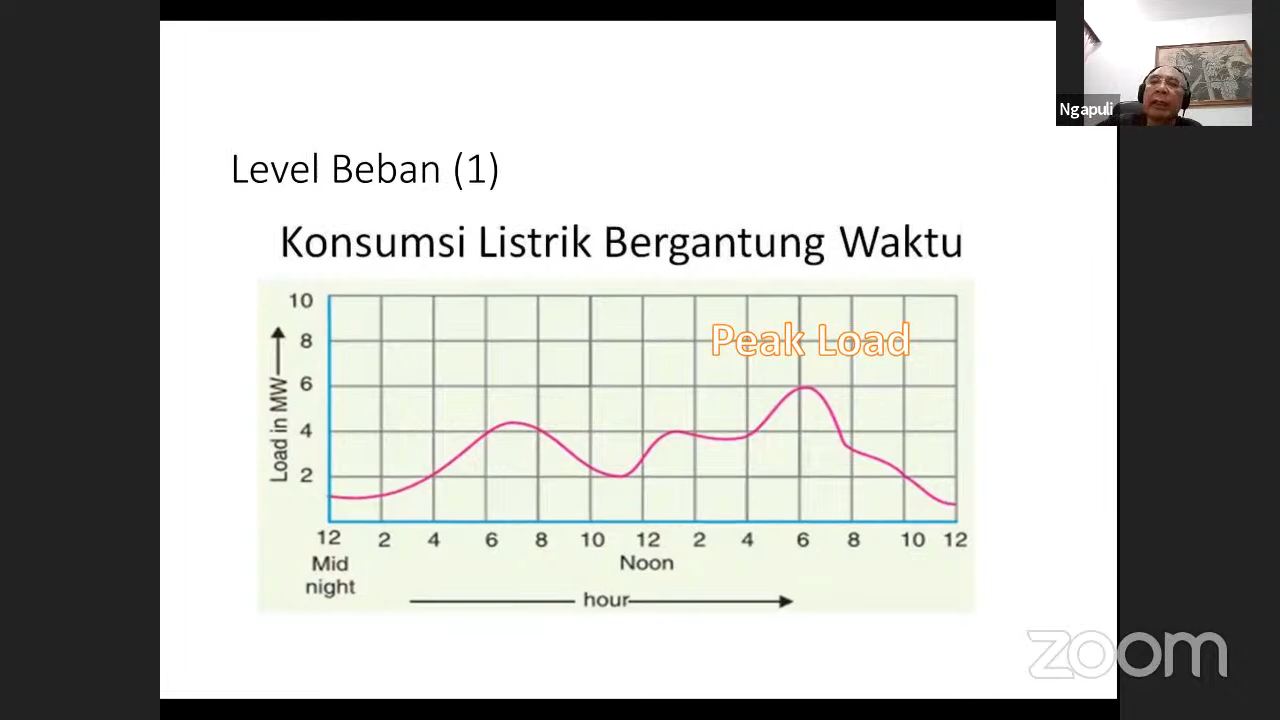 Ngapuli
Level Beban (1)
Konsumsi Listrik Bergantung Waktu
10
8
6
4
2
Load in MW
Peak Load
12 2 4 6 8 10 12 2 4 6 8 10 12
Mid
night
Noon
hour
zoom